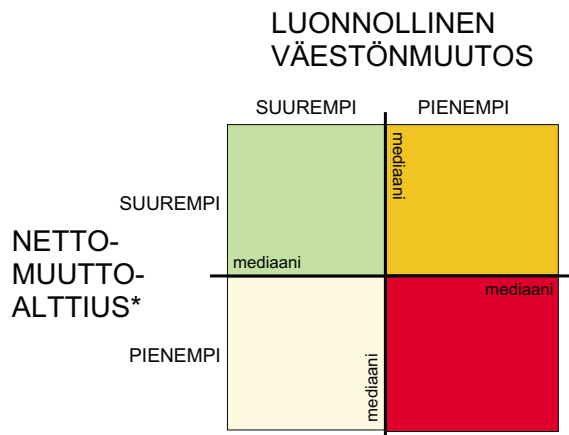 LUONNOLLINEN
VÄESTÖNMUUTOS
SUUREMPI PIENEMPI
mediaani
SUUREMPI
NETTO-
MUUTTO-
ALTTIUS*
mediaani
mediaani
PIENEMPI
mediaani